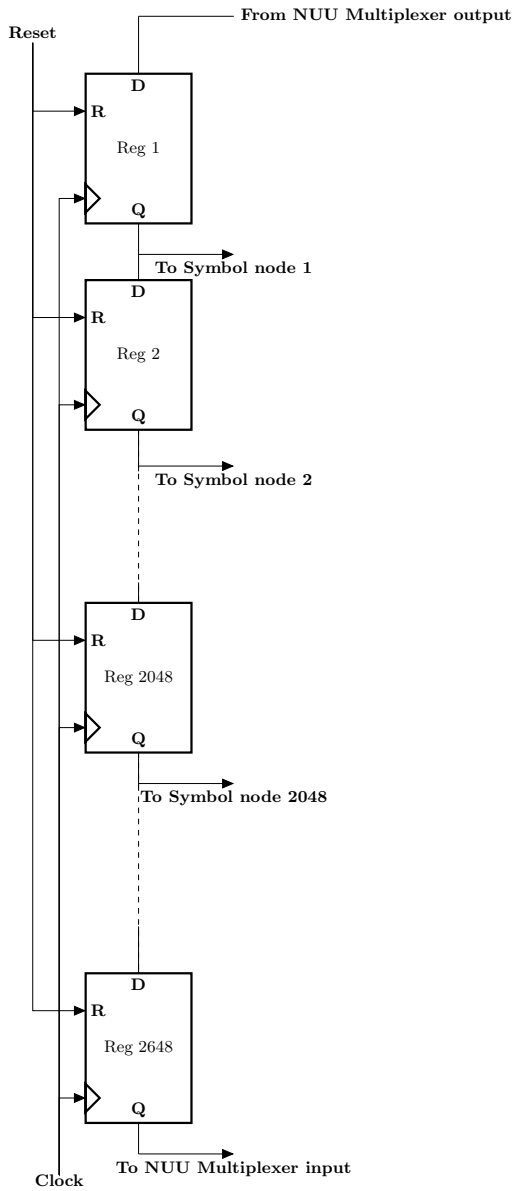 From NUU Multiplexer output
Reset
D
R
Reg 1
Q
To Symbol node 1
D
R
Reg 2
Q
To Symbol node 2
D
R
Reg 2048
Q
To Symbol node 2048
D
R
Reg 2648
Q
To NUU Multiplexer input
Clock